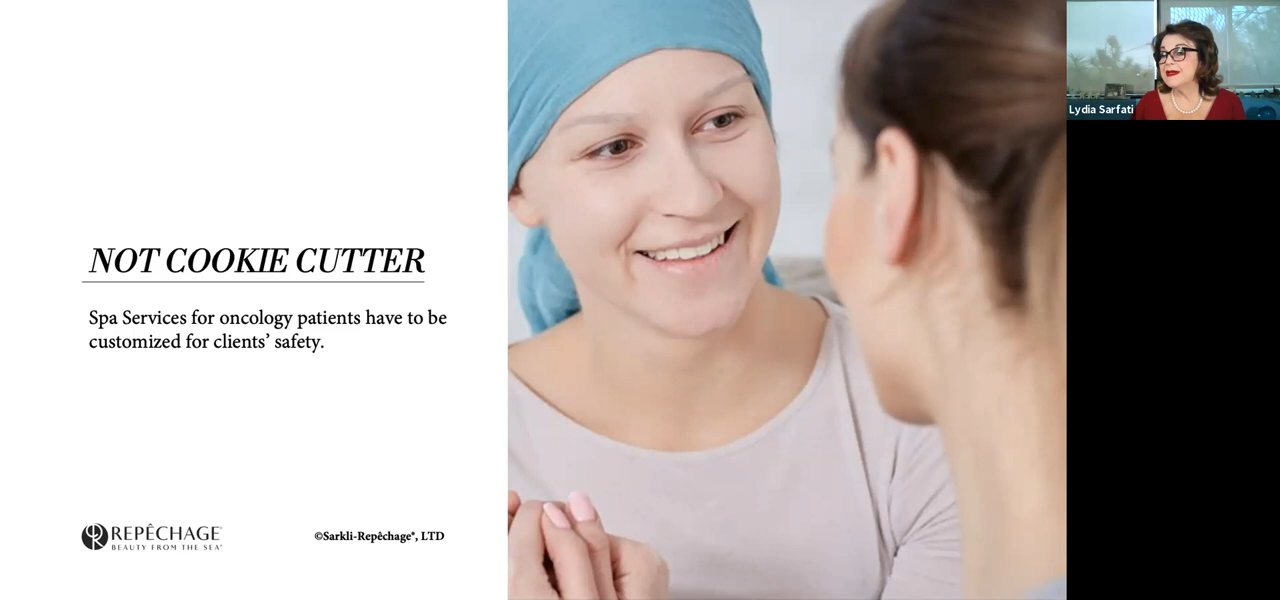 NOT COOKIE CUTTER
Spa Services for oncology patients have to be
customized for clients’ safety.
REPÊCHAGE®
BEAUTY FROM THE SEA®
©Sarkli-Repêchage®, LTD
Lydia Sarfati